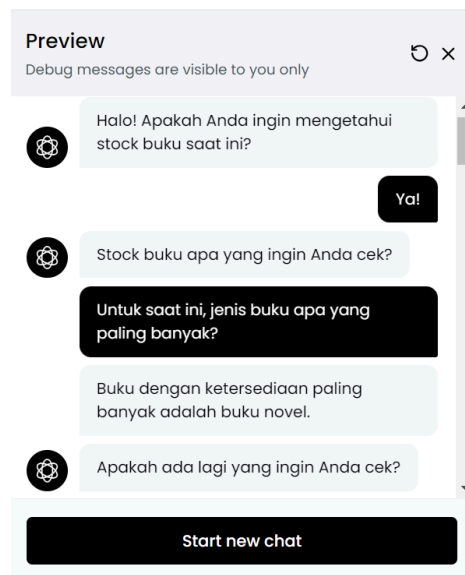 Preview
Debug messages are visible to you only
Halo! Apakah Anda ingin mengetahui
stock buku saat ini?
Ya!
Stock buku apa yang ingin Anda cek?
Untuk saat ini, jenis buku apa yang
paling banyak?
Buku dengan ketersediaan paling
banyak adalah buku novel.
Apakah ada lagi yang ingin Anda cek?
Start new chat